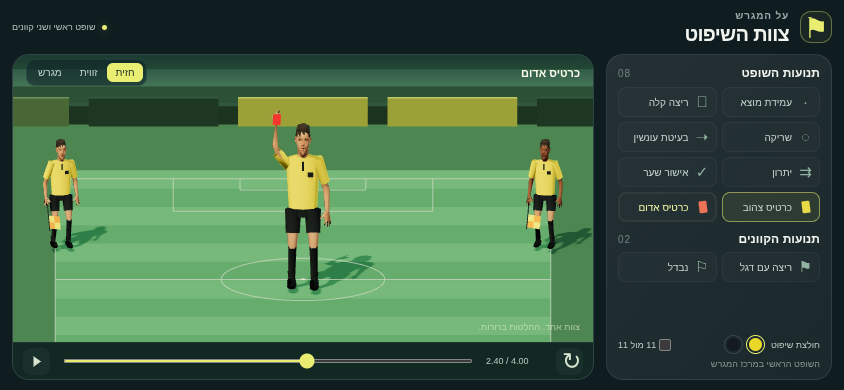 על המגרש
צוות השיפוט
שופט ראשי ושני קוונים
תנועות השופט
08
עמידת מוצא
ריצה קלה
שריקה
בעיטת עונשין
יתרון
אישור שער
כרטיס צהוב
כרטיס אדום
תנועות הקוונים
02
ריצה עם דגל
נבדל
חולצת שיפוט
11 מול 11
השופט הראשי במרכז המגרש
כרטיס אדום
חזית
זווית
מגרש
צוות אחד. החלטות ברורות.
2.40 / 4.00